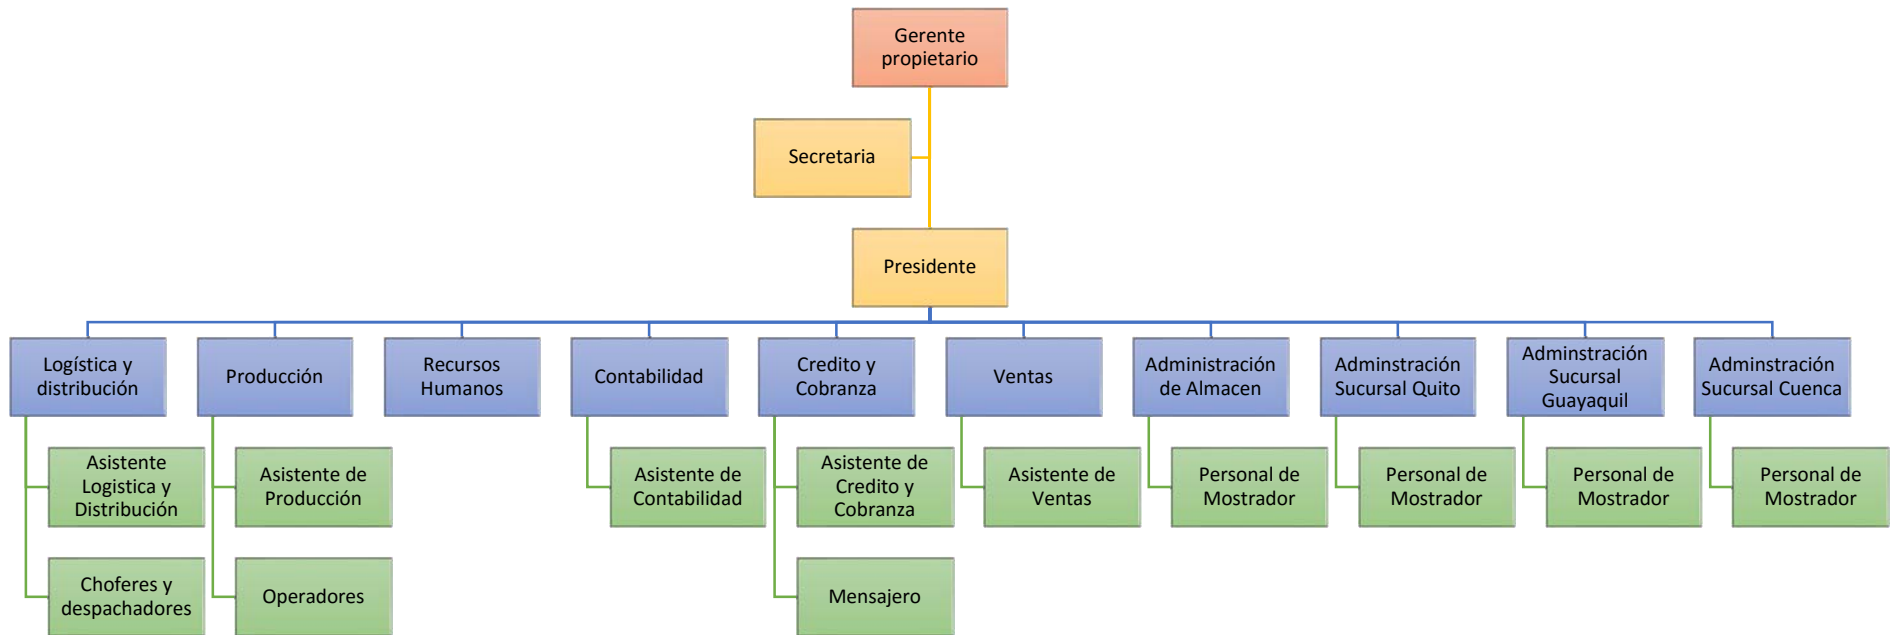 Gerente
propietario
Secretaria
Presidente
Logística y
distribución
Producción
Recursos
Humanos
Contabilidad
Credito y
Cobranza
Ventas
Administración
de Almacen
Adminstración
Sucursal Quito
Adminstración
Sucursal
Guayaquil
Adminstración
Sucursal Cuenca
Asistente
Logistica y
Distribución
Asistente de
Producción
Asistente de
Contabilidad
Asistente de
Credito y
Cobranza
Asistente de
Ventas
Personal de
Mostrador
Personal de
Mostrador
Personal de
Mostrador
Personal de
Mostrador
Choferes y
despachadores
Operadores
Mensajero